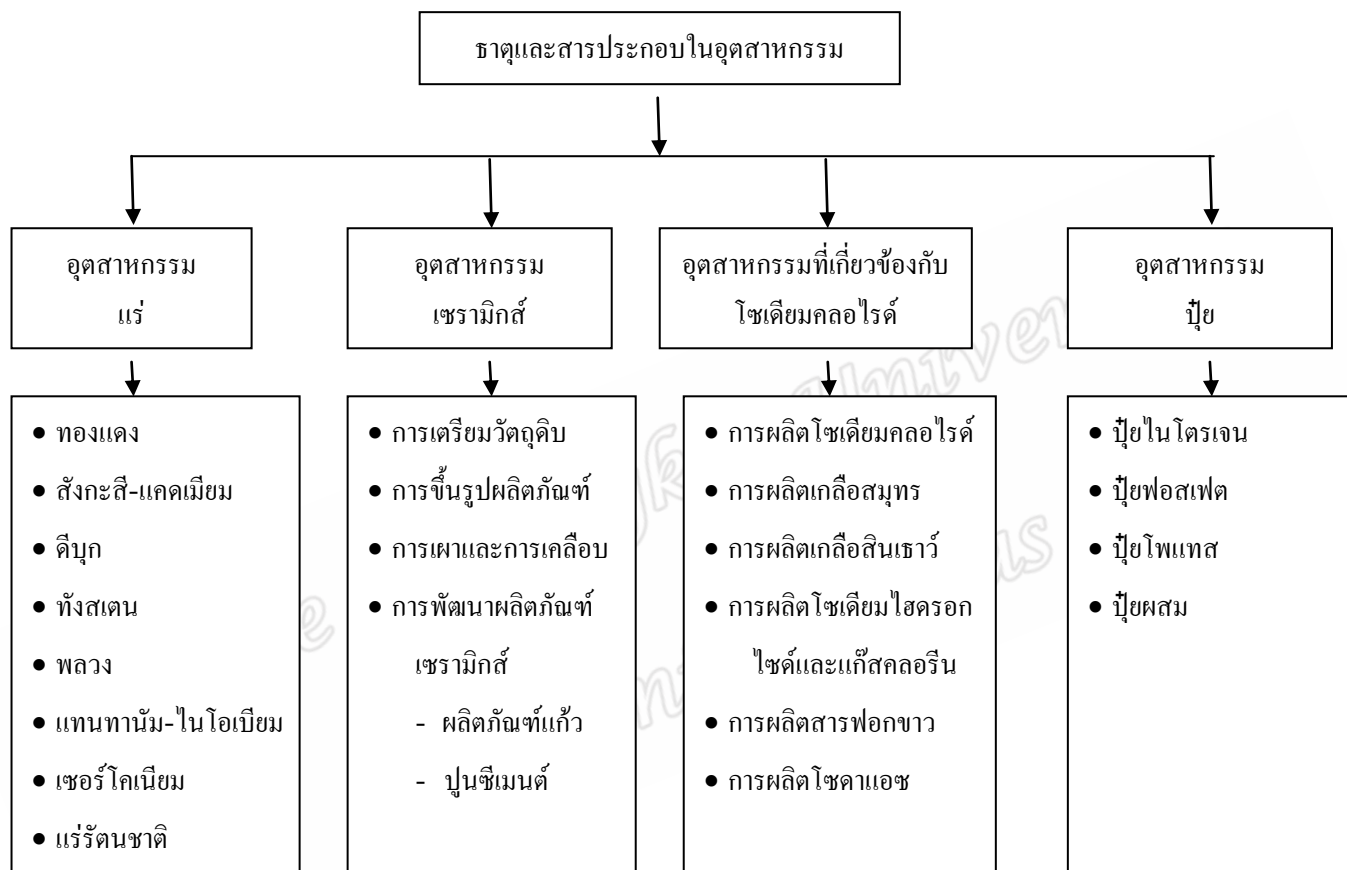 ธาตุและสารประกอบในอุตสาหกรรม
อุตสาหกรรม
แร่
อุตสาหกรรม
เซรามิกส์
อุตสาหกรรมที่เกี่ยวข้องกับ
โซเดียมคลอไรด์
อุตสาหกรรม
ปุ๋ย
• ทองแดง
• สังกะสี-แคดเมียม
• ดีบุก
• ทังสเตน
• พลวง
• แทนทานัม-ไนโอเบียม
• เซอร์โคเนียม
• แร่รัตนชาติ
• การเตรียมวัตถุดิบ
• การขึ้นรูปผลิตภัณฑ์
• การเผาและการเคลือบ
• การพัฒนาผลิตภัณฑ์
เซรามิกส์
- ผลิตภัณฑ์แก้ว
- ปูนซีเมนต์
• การผลิตโซเดียมคลอไรด์
• การผลิตเกลือสมุทร
• การผลิตเกลือสินเธาว์
• การผลิตโซเดียมไฮดรอก
ไซด์และแก๊สคลอรีน
• การผลิตสารฟอกขาว
• การผลิตโซดาแอซ
• ปุ๋ยไนโตรเจน
• ปุ๋ยฟอสเฟต
• ปุ๋ยโพแทส
• ปุ๋ยผสม